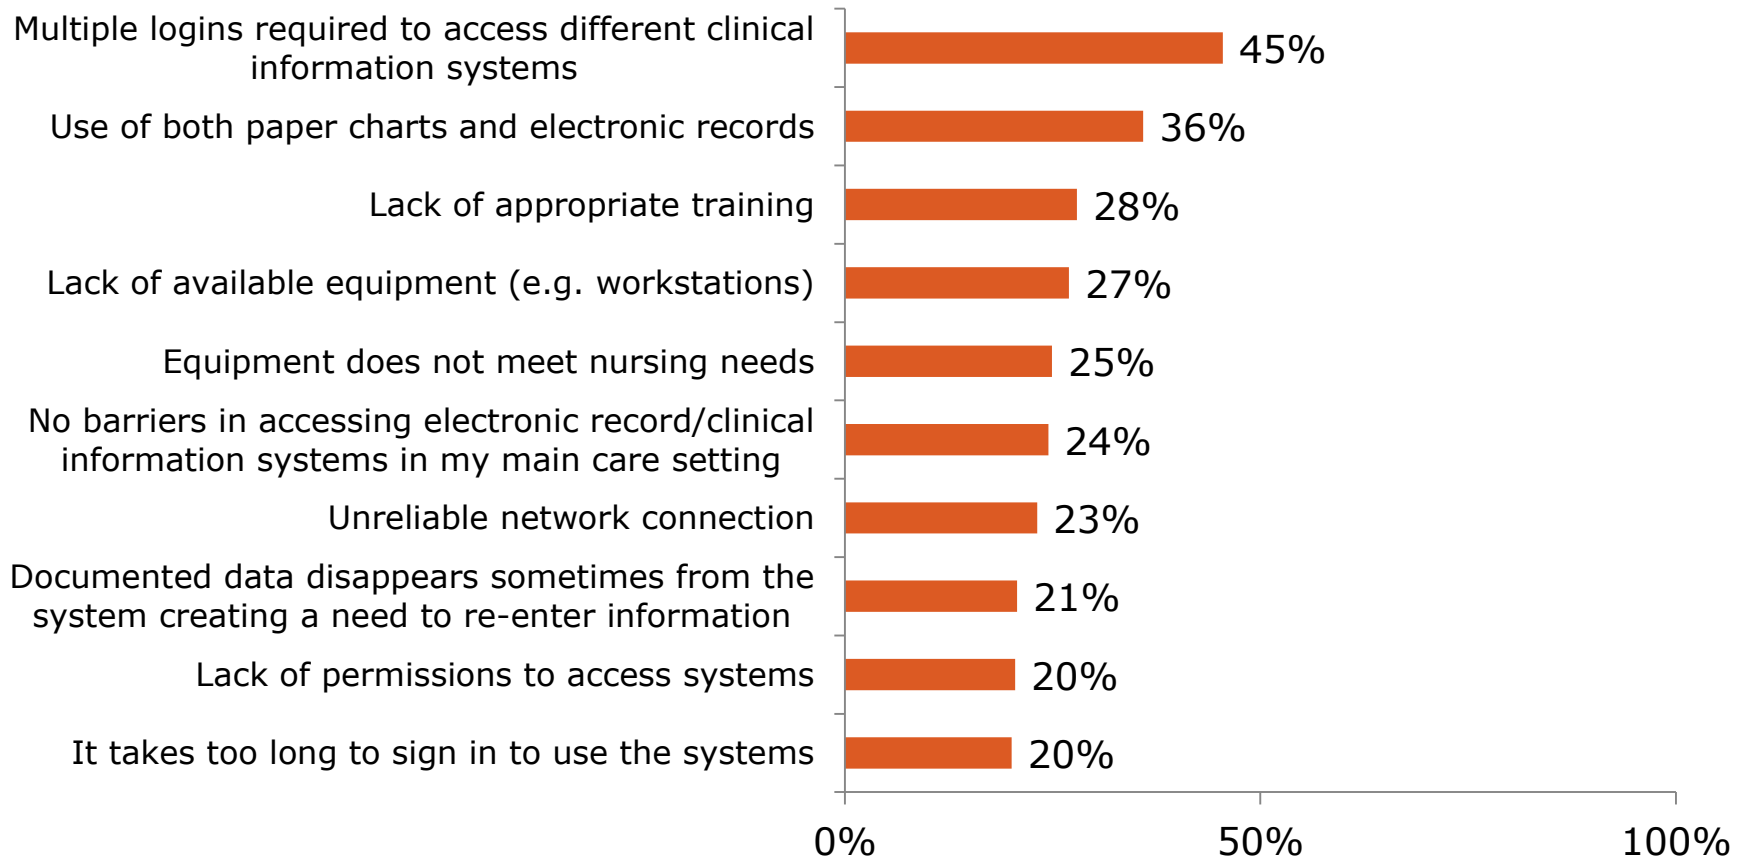 Multiple logins required to access different clinical
information systems
45%
Use of both paper charts and electronic records
36%
Lack of appropriate training
28%
Lack of available equipment (e.g. workstations)
27%
Equipment does not meet nursing needs
25%
No barriers in accessing electronic record/clinical
information systems in my main care setting
24%
Unreliable network connection
23%
Documented data disappears sometimes from the
system creating a need to re-enter information
21%
Lack of permissions to access systems
20%
It takes too long to sign in to use the systems
20%
0% 50% 100%